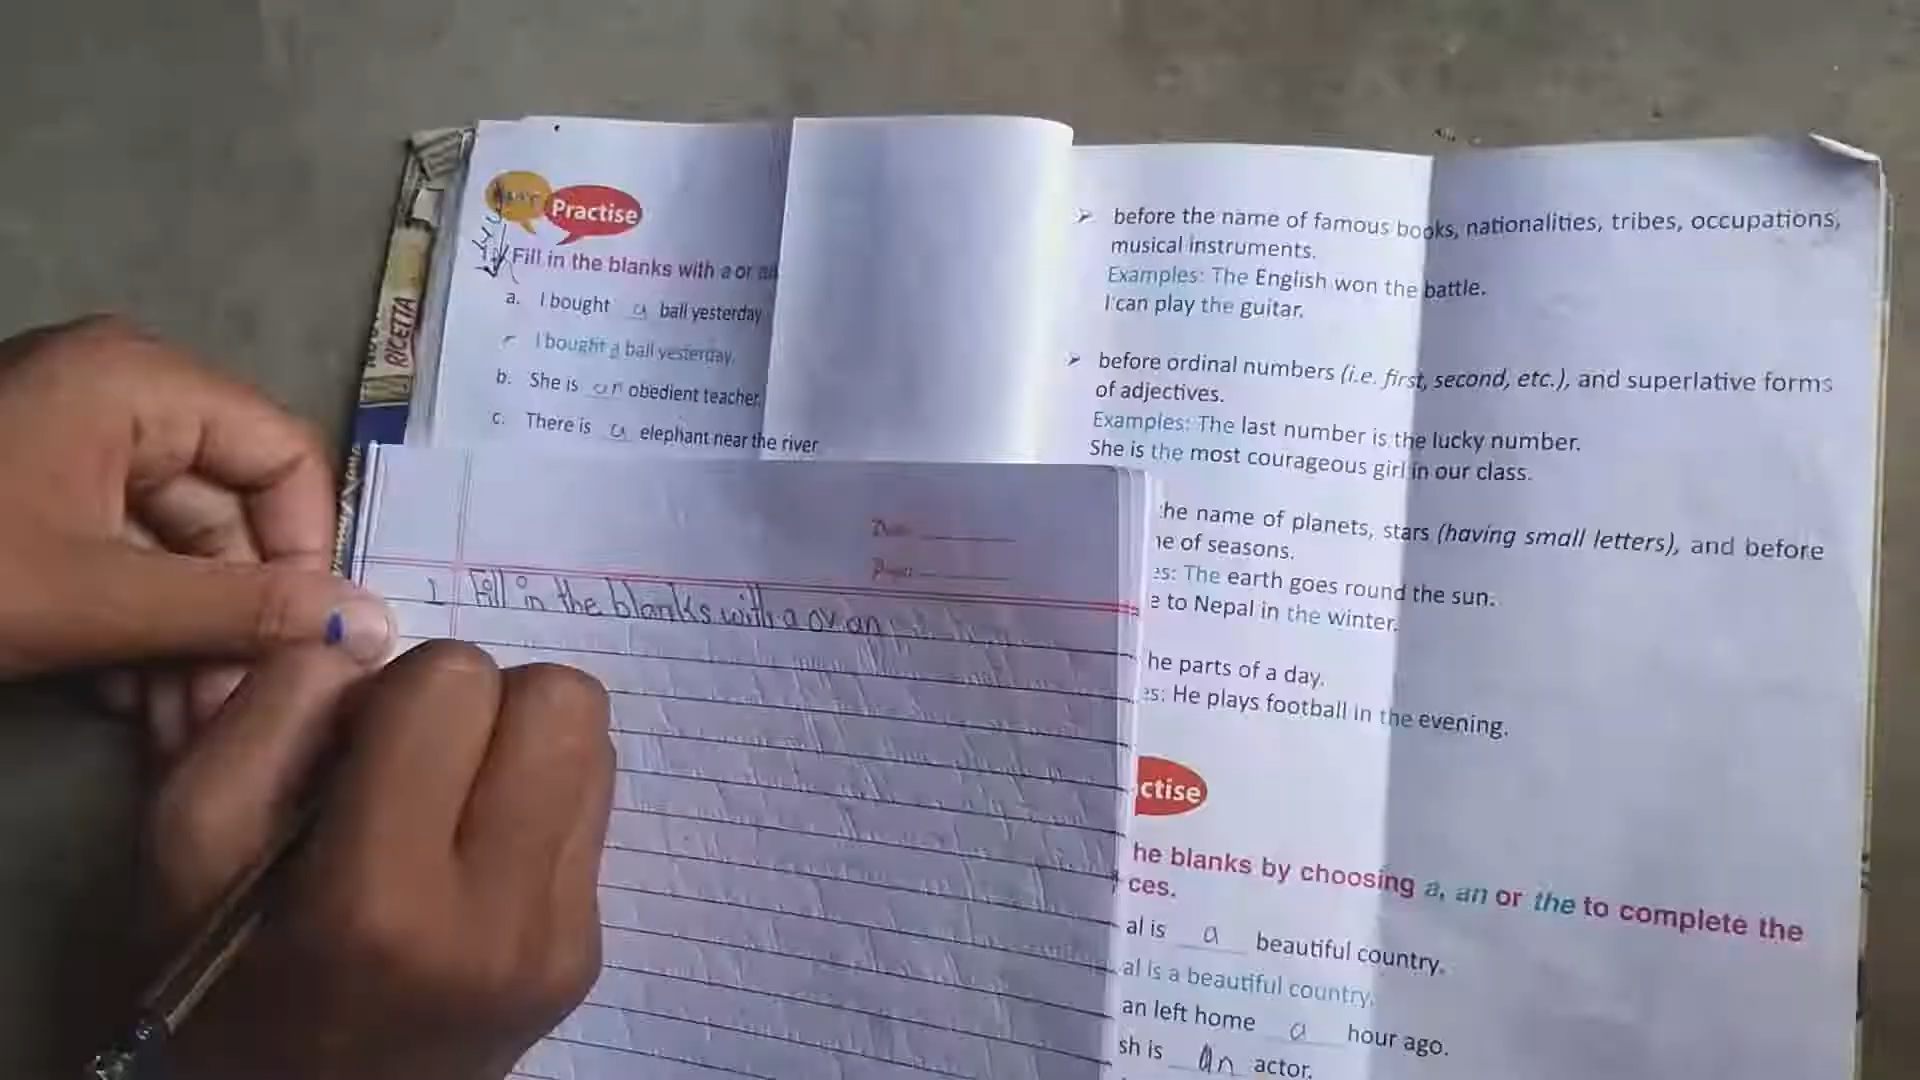 RICETTA
Practise
Fill in the blanks with a or an
a. I bought a ball yesterday
I bought a ball yesterday.
b. She is an obedient teacher.
c. There is a elephant near the river
Date:
Page:
1 Fill in the blanks with a or an
➢ before the name of famous books, nationalities, tribes, occupations,
musical instruments.
Examples: The English won the battle.
I can play the guitar.
➢ before ordinal numbers (i.e. first, second, etc.), and superlative forms
of adjectives.
Examples: The last number is the lucky number.
She is the most courageous girl in our class.
he name of planets, stars (having small letters), and before
e of seasons.
es: The earth goes round the sun.
e to Nepal in the winter.
he parts of a day.
es: He plays football in the evening.
ctise
he blanks by choosing a, an or the to complete the
ces.
al is a beautiful country.
al is a beautiful country.
an left home a hour ago.
sh is an actor.